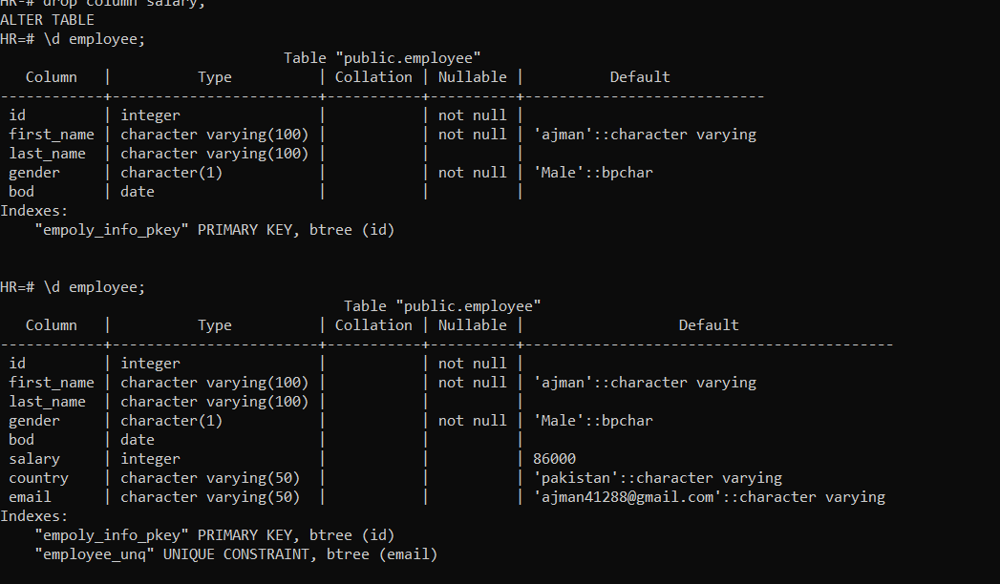 HR-# drop column salary;
ALTER TABLE
HR=# \d employee;
                                 Table "public.employee"
   Column   |          Type          | Collation | Nullable |          Default
------------+------------------------+-----------+----------+----------------------------
 id         | integer                |           | not null |
 first_name | character varying(100) |           | not null | 'ajman'::character varying
 last_name  | character varying(100) |           |          |
 gender     | character(1)           |           | not null | 'Male'::bpchar
 bod        | date                   |           |          |
Indexes:
    "empoly_info_pkey" PRIMARY KEY, btree (id)
HR=# \d employee;
                                        Table "public.employee"
   Column   |          Type          | Collation | Nullable |                  Default
------------+------------------------+-----------+----------+-------------------------------------------
 id         | integer                |           | not null |
 first_name | character varying(100) |           | not null | 'ajman'::character varying
 last_name  | character varying(100) |           |          |
 gender     | character(1)           |           | not null | 'Male'::bpchar
 bod        | date                   |           |          |
 salary     | integer                |           |          | 86000
 country    | character varying(50)  |           |          | 'pakistan'::character varying
 email      | character varying(50)  |           |          | 'ajman41288@gmail.com'::character varying
Indexes:
    "empoly_info_pkey" PRIMARY KEY, btree (id)
    "employee_unq" UNIQUE CONSTRAINT, btree (email)